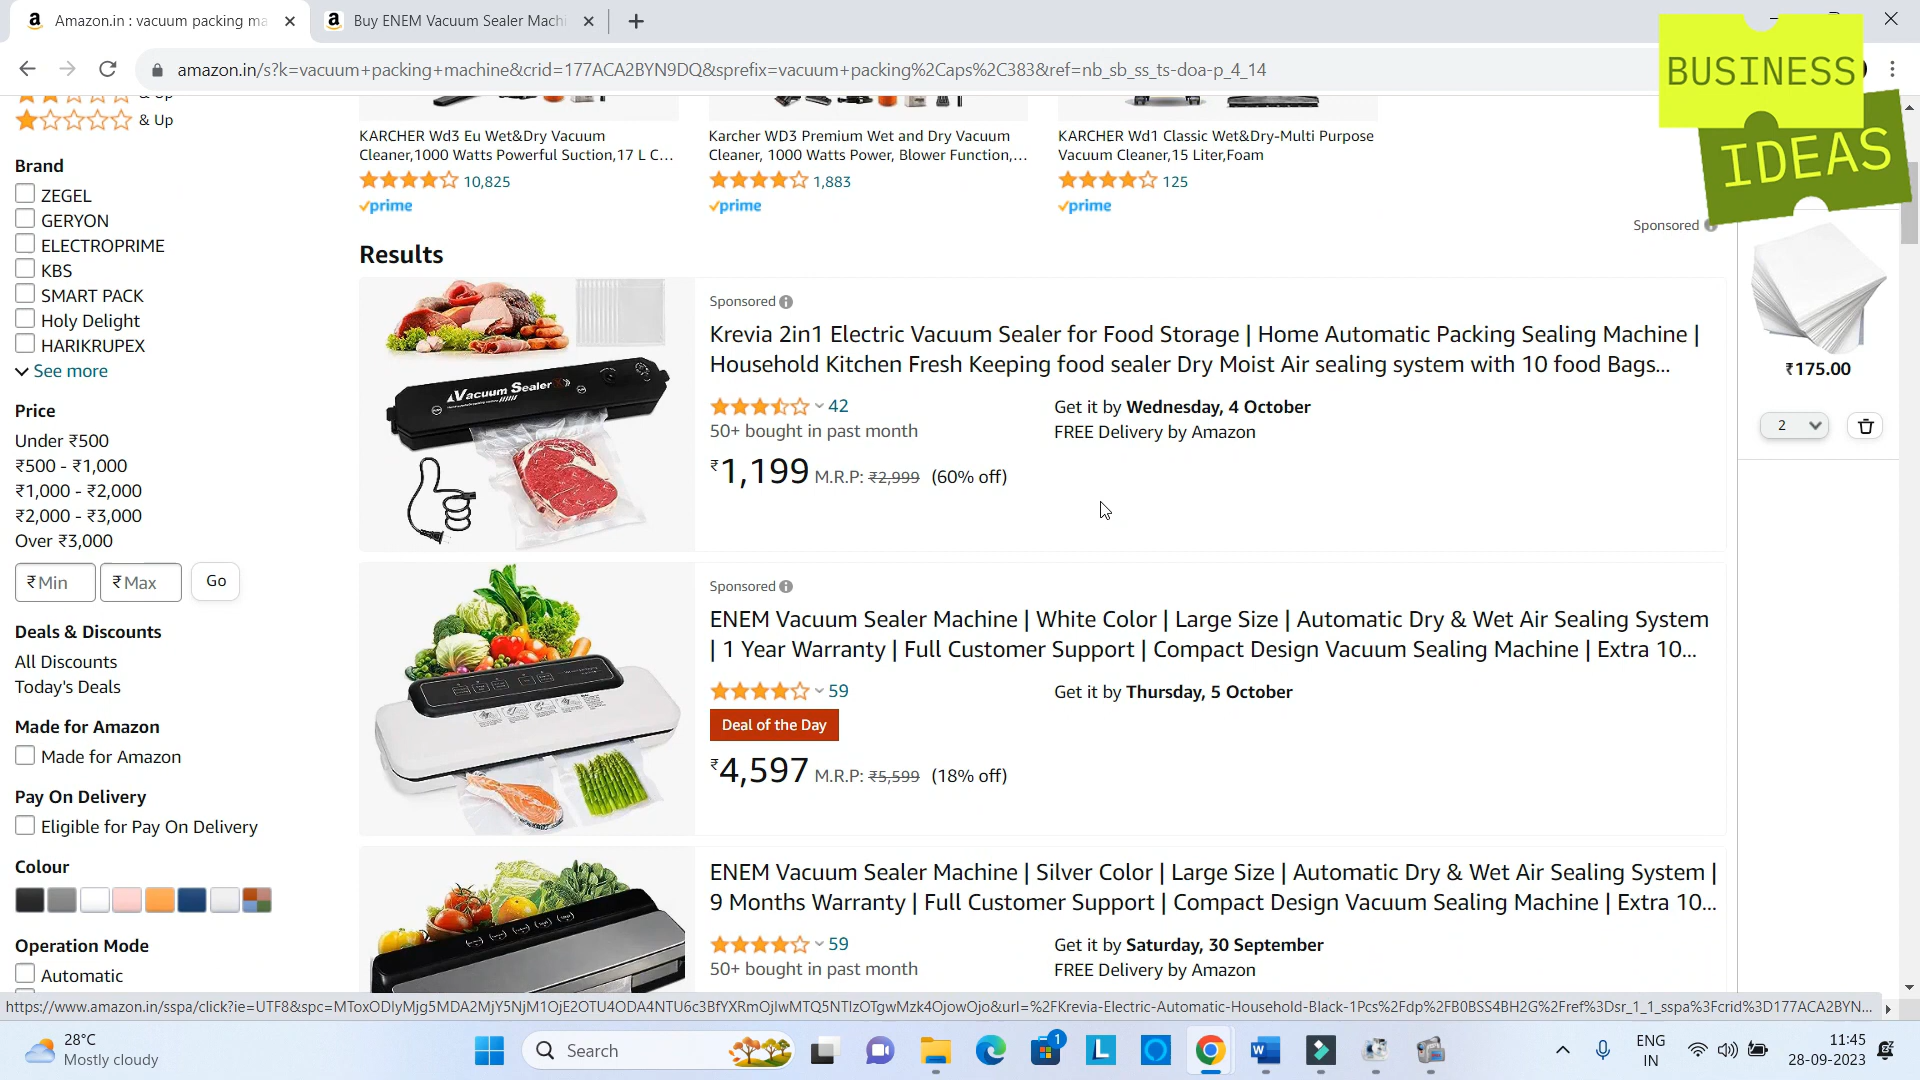 Amazon.in : vacuum packing ma
Buy ENEM Vacuum Sealer Machi
amazon.in/s?k=vacuum+packing+machine&crid=177ACA2BYN9DQ&sprefix=vacuum+packing%2Caps%2C383&ref=nb_sb_ss_ts-doa-p_4_14
BUSINESS
IDEAS
& Up
& Up
Brand
ZEGEL
GERYON
ELECTROPRIME
KBS
SMART PACK
Holy Delight
HARIKRUPEX
See more
Price
Under ₹500
₹500 - ₹1,000
₹1,000 - ₹2,000
₹2,000 - ₹3,000
Over ₹3,000
₹Min
₹Max
Go
Deals & Discounts
All Discounts
Today's Deals
Made for Amazon
Made for Amazon
Pay On Delivery
Eligible for Pay On Delivery
Colour
Operation Mode
Automatic
KARCHER Wd3 Eu Wet&Dry Vacuum
Cleaner,1000 Watts Powerful Suction,17 L C...
10,825
prime
Karcher WD3 Premium Wet and Dry Vacuum
Cleaner, 1000 Watts Power, Blower Function,...
1,883
prime
KARCHER Wd1 Classic Wet&Dry-Multi Purpose
Vacuum Cleaner,15 Liter,Foam
125
prime
Sponsored
Results
Vacuum Sealer
Sponsored
Krevia 2in1 Electric Vacuum Sealer for Food Storage | Home Automatic Packing Sealing Machine |
Household Kitchen Fresh Keeping food sealer Dry Moist Air sealing system with 10 food Bags...
42
50+ bought in past month
₹1,199 M.R.P: ₹2,999 (60% off)
Get it by Wednesday, 4 October
FREE Delivery by Amazon
Sponsored
ENEM Vacuum Sealer Machine | White Color | Large Size | Automatic Dry & Wet Air Sealing System
| 1 Year Warranty | Full Customer Support | Compact Design Vacuum Sealing Machine | Extra 10...
59
Deal of the Day
₹4,597 M.R.P: ₹5,599 (18% off)
Get it by Thursday, 5 October
ENEM Vacuum Sealer Machine | Silver Color | Large Size | Automatic Dry & Wet Air Sealing System |
9 Months Warranty | Full Customer Support | Compact Design Vacuum Sealing Machine | Extra 10...
59
50+ bought in past month
Get it by Saturday, 30 September
FREE Delivery by Amazon
₹175.00
2
28°C
Mostly cloudy
Search
1
L
W
ENG
IN
11:45
28-09-2023